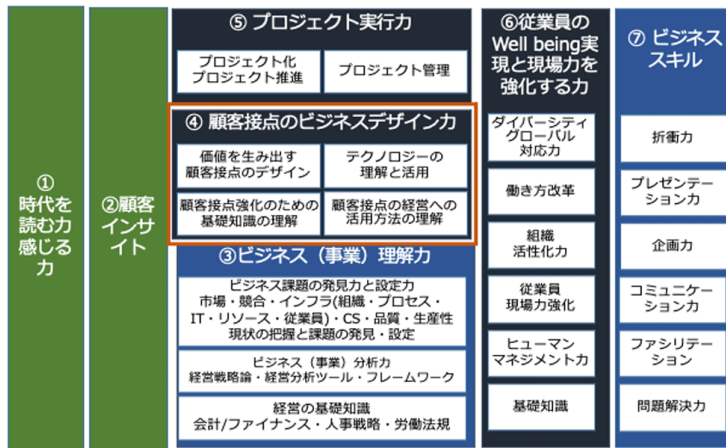 ①
時代を
読む力
感じる
力
②顧客
インサ
イト
⑤ プロジェクト実行力
プロジェクト化
プロジェクト推進
プロジェクト管理
④ 顧客接点のビジネスデザイン力
価値を生み出す
顧客接点のデザイン
テクノロジーの
理解と活用
顧客接点強化のための
基礎知識の理解
顧客接点の経営への
活用方法の理解
③ビジネス（事業）理解力
ビジネス課題の発見力と設定力
市場・競合・インフラ(組織・プロセス・
IT・リソース・従業員)・CS・品質・生産性
現状の把握と課題の発見・設定
ビジネス（事業）分析力
経営戦略論・経営分析ツール・フレームワーク
経営の基礎知識
会計/ファイナンス・人事戦略・労働法規
⑥従業員の
Well being実
現と現場力を
強化する力
ダイバーシティ
グローバル
対応力
働き方改革
組織
活性化力
従業員
現場力強化
ヒューマン
マネジメント力
基礎知識
⑦ ビジネス
スキル
折衝力
プレゼンテー
ション力
企画力
コミュニケー
ション力
ファシリテー
ション
問題解決力